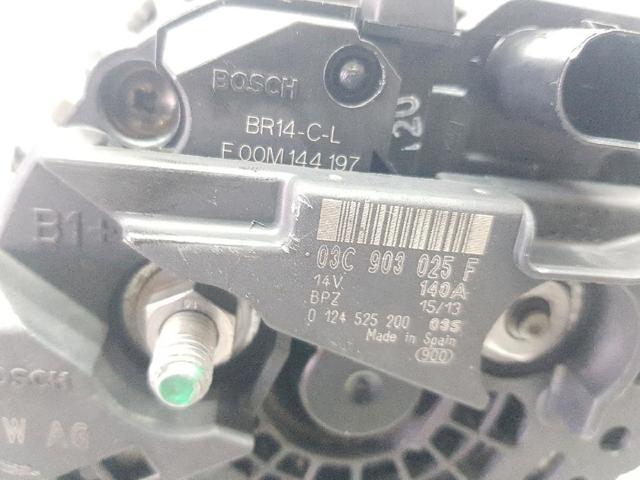 BOSCH
BR14-C-L
F 00M 144 197
B1+
03C 903 025 F
14V 140A
BPZ 15/13
0 124 525 200 035
Made in Spain
900
BOSCH
W AG